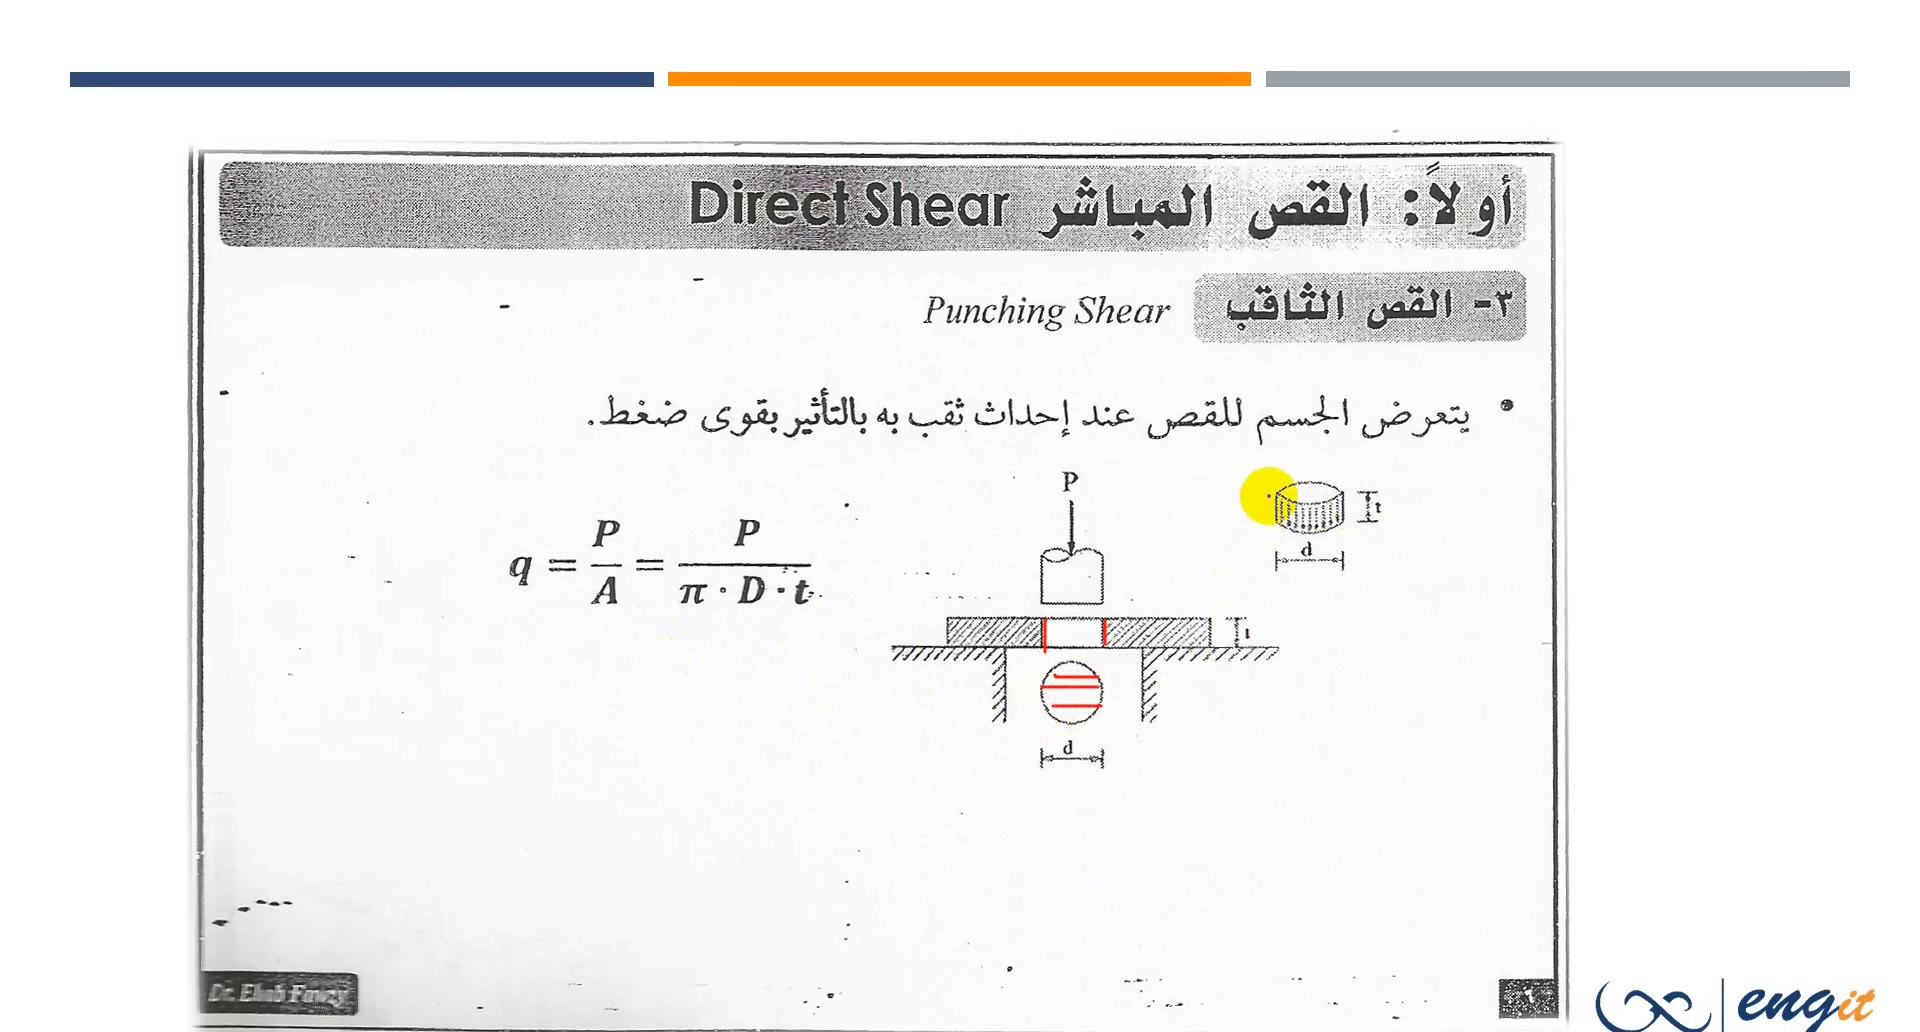 أولاً: القص المباشر Direct Shear
٣- القص الثاقب Punching Shear
• يتعرض الجسم للقص عند إحداث ثقب به بالتأثير بقوى ضغط.
q = P/A = P/(π · D · t)
P
t
d
t
d
Dr. Ehab Fawzy
engit